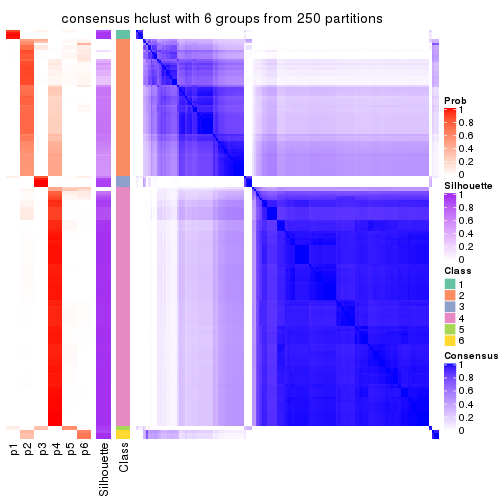 consensus hclust with 6 groups from 250 partitions
Prob
1
0.8
0.6
0.4
0.2
0
Silhouette
1
0.8
0.6
0.4
0.2
0
Class
1
2
3
4
5
6
Consensus
1
0.8
0.6
0.4
0.2
0
p1
p2
p3
p4
p5
p6
Silhouette
Class